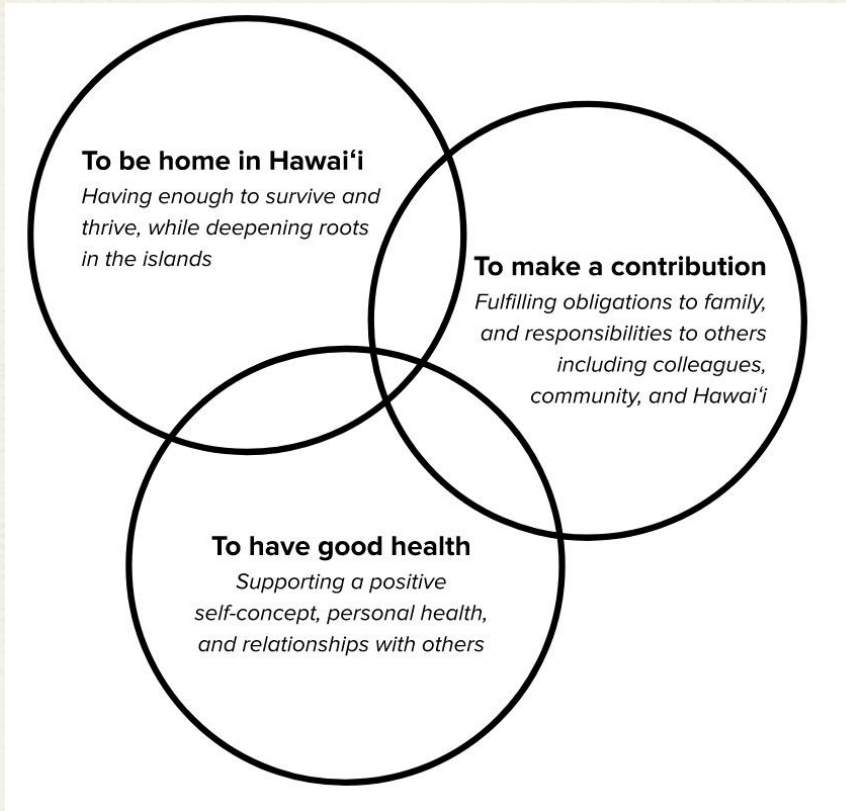 To be home in Hawaiʻi
Having enough to survive and
thrive, while deepening roots
in the islands
To make a contribution
Fulfilling obligations to family,
and responsibilities to others
including colleagues,
community, and Hawaiʻi
To have good health
Supporting a positive
self-concept, personal health,
and relationships with others